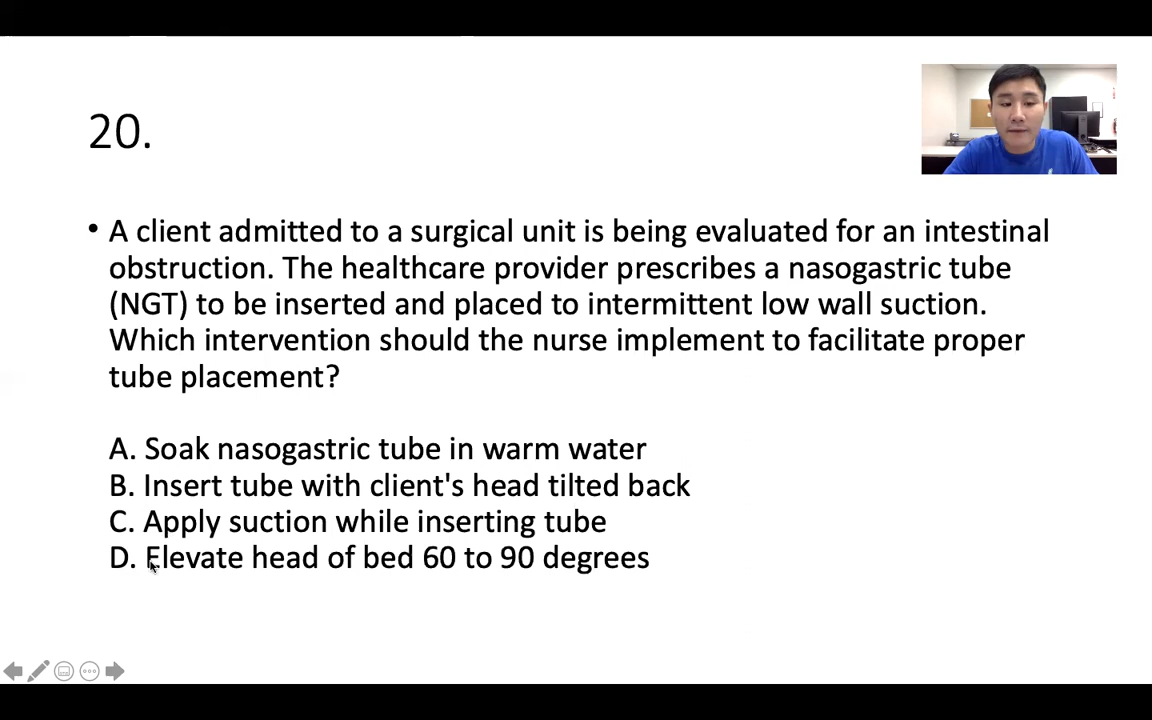 20.
• A client admitted to a surgical unit is being evaluated for an intestinal
obstruction. The healthcare provider prescribes a nasogastric tube
(NGT) to be inserted and placed to intermittent low wall suction.
Which intervention should the nurse implement to facilitate proper
tube placement?
A. Soak nasogastric tube in warm water
B. Insert tube with client's head tilted back
C. Apply suction while inserting tube
D. Elevate head of bed 60 to 90 degrees